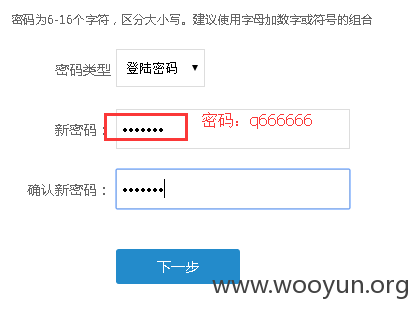 密码为6-16个字符，区分大小写。建议使用字母加数字或符号的组合
密码类型 登陆密码 ▼
新密码： ••••••• 密码：q666666
确认新密码： •••••••
下一步
www.wooyun.org